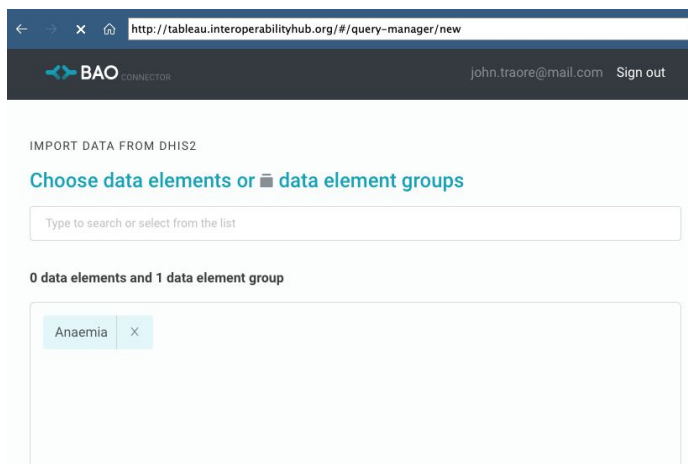 http://tableau.interoperabilityhub.org/#/query-manager/new
BAO CONNECTOR john.traore@mail.com Sign out
IMPORT DATA FROM DHIS2
Choose data elements or data element groups
Type to search or select from the list
0 data elements and 1 data element group
Anaemia X